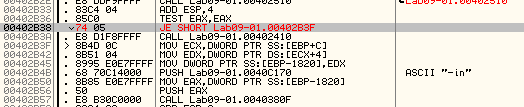 00402B2E . E8 DDF9FFFF CALL Lab09-01.00402510 Lab09-01.00402510
00402B33 . 83C4 04 ADD ESP,4
00402B36 . 85C0 TEST EAX,EAX
00402B38 74 05 JE SHORT Lab09-01.00402B3F
00402B3A . E8 D1F8FFFF CALL Lab09-01.00402410
00402B3F > 8B4D 0C MOV ECX,DWORD PTR SS:[EBP+C]
00402B42 . 8B51 04 MOV EDX,DWORD PTR DS:[ECX+4]
00402B45 . 8995 E0E7FFFF MOV DWORD PTR SS:[EBP-1820],EDX
00402B4B . 68 70C14000 PUSH Lab09-01.0040C170 ASCII "-in"
00402B50 . 8B85 E0E7FFFF MOV EAX,DWORD PTR SS:[EBP-1820]
00402B56 . 50 PUSH EAX
00402B57 . E8 B30C0000 CALL Lab09-01.0040380F